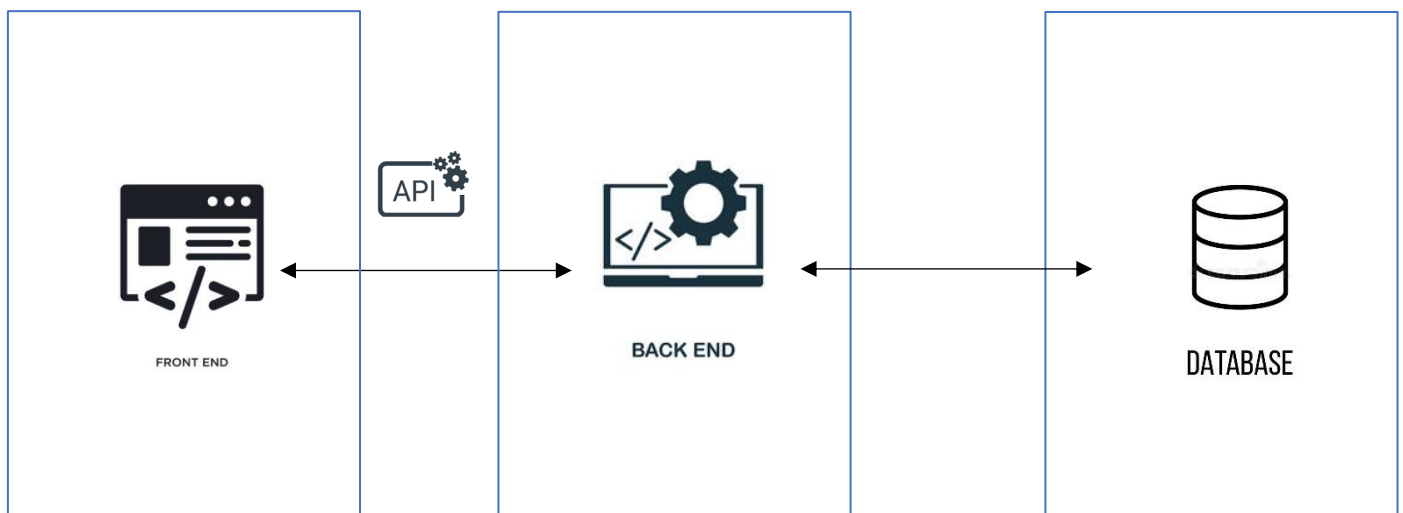 API
</>
FRONT END
</>
BACK END
DATABASE